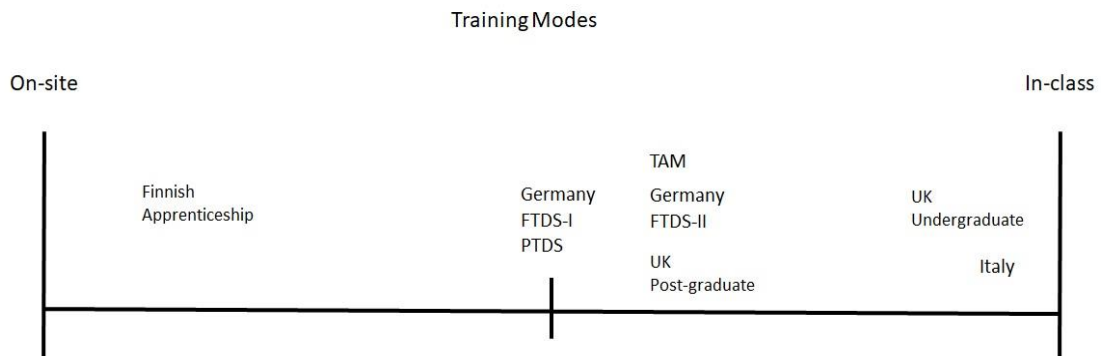 Training Modes
On-site
In-class
Finnish
Apprenticeship
Germany
FTDS-I
PTDS
TAM
Germany
FTDS-II
UK
Post-graduate
UK
Undergraduate
Italy